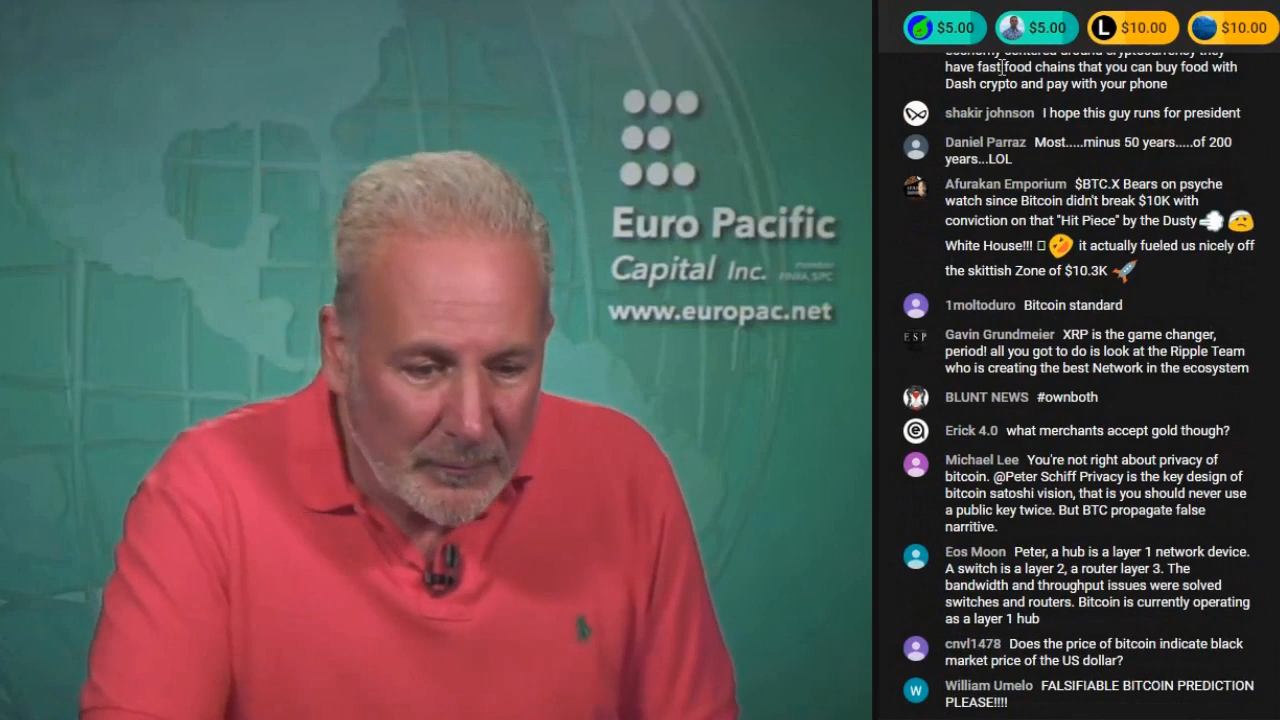 Euro Pacific
Capital Inc.
www.europac.net
$5.00
$5.00
L
$10.00
$10.00
economy centered around cryptocurrency they
have fast food chains that you can buy food with
Dash crypto and pay with your phone
shakir johnson I hope this guy runs for president
Daniel Parraz Most.....minus 50 years.....of 200
years...LOL
Afurakan Emporium $BTC.X Bears on psyche
watch since Bitcoin didn't break $10K with
conviction on that "Hit Piece" by the Dusty💨 🤕
White House!!! 🤣 it actually fueled us nicely off
the skittish Zone of $10.3K 🚀
1moltoduro Bitcoin standard
E S P
Gavin Grundmeier XRP is the game changer,
period! all you got to do is look at the Ripple Team
who is creating the best Network in the ecosystem
BLUNT NEWS #ownboth
Erick 4.0 what merchants accept gold though?
Michael Lee You're not right about privacy of
bitcoin. @Peter Schiff Privacy is the key design of
bitcoin satoshi vision, that is you should never use
a public key twice. But BTC propagate false
narritive.
Eos Moon Peter, a hub is a layer 1 network device.
A switch is a layer 2, a router layer 3. The
bandwidth and throughput issues were solved
switches and routers. Bitcoin is currently operating
as a layer 1 hub
cnvl1478 Does the price of bitcoin indicate black
market price of the US dollar?
W
William Umelo FALSIFIABLE BITCOIN PREDICTION
PLEASE!!!!